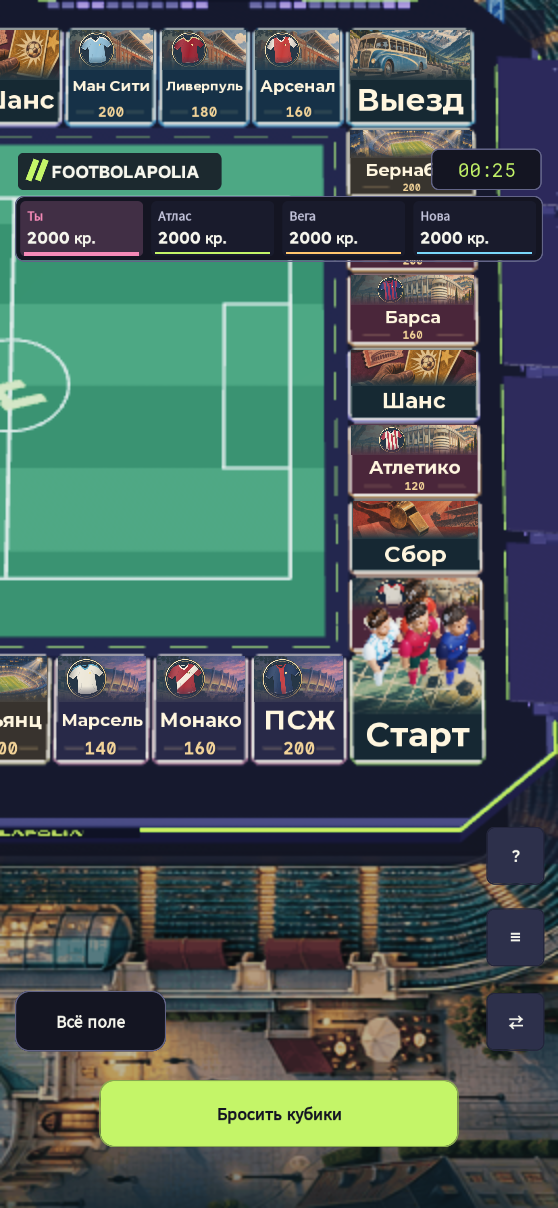 Ман Сити
200
Ливерпуль
180
Арсенал
160
Выезд
FOOTBOLAPOLIA
200
00:25
Ты
2000 кр.
Атлас
2000 кр.
Вега
2000 кр.
Нова
2000 кр.
Барса
160
Шанс
Атлетико
120
Сбор
Марсель
140
Монако
160
ПСЖ
200
Старт
?
Всё поле
Бросить кубики